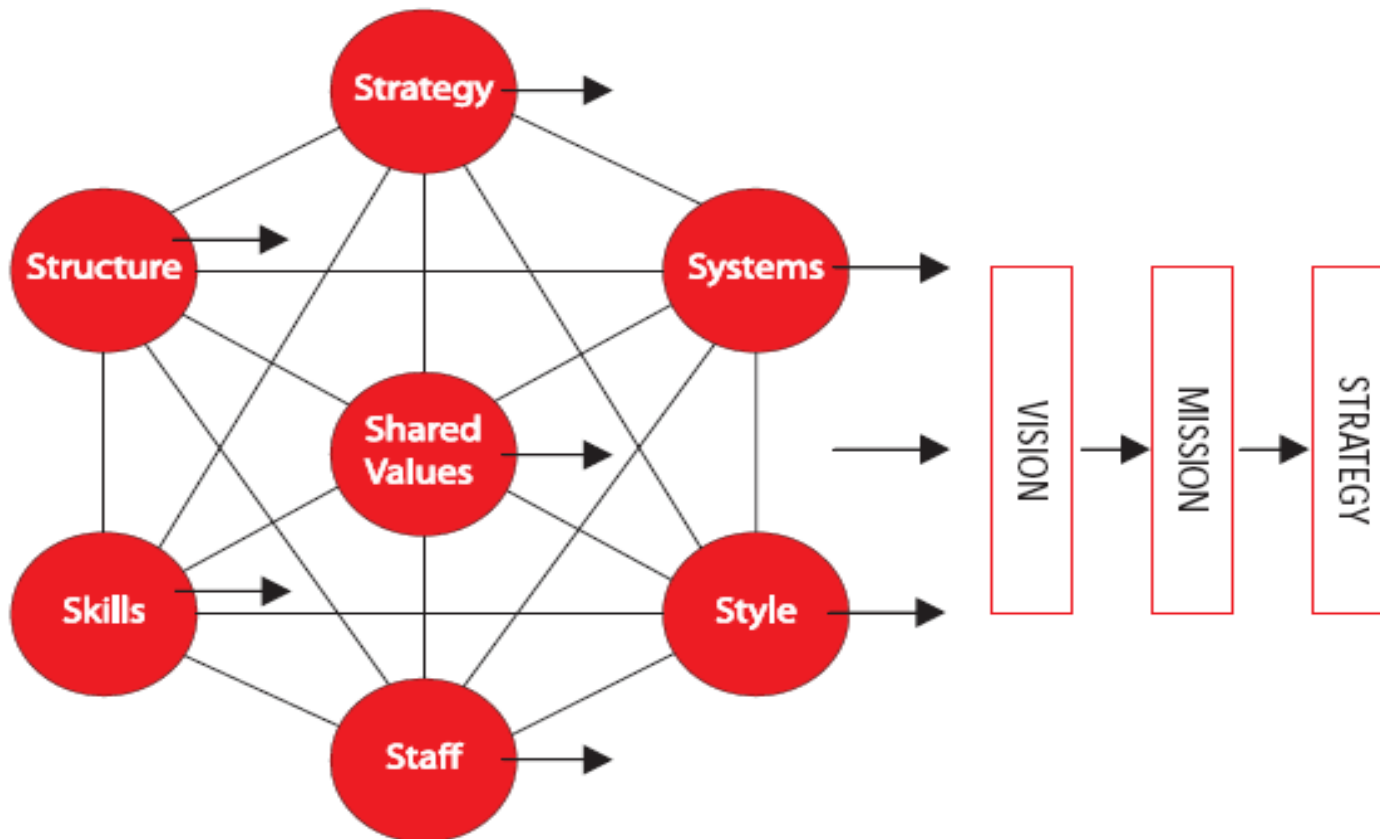 Strategy
Structure
Systems
Shared
Values
Skills
Style
Staff
VISION
MISSION
STRATEGY